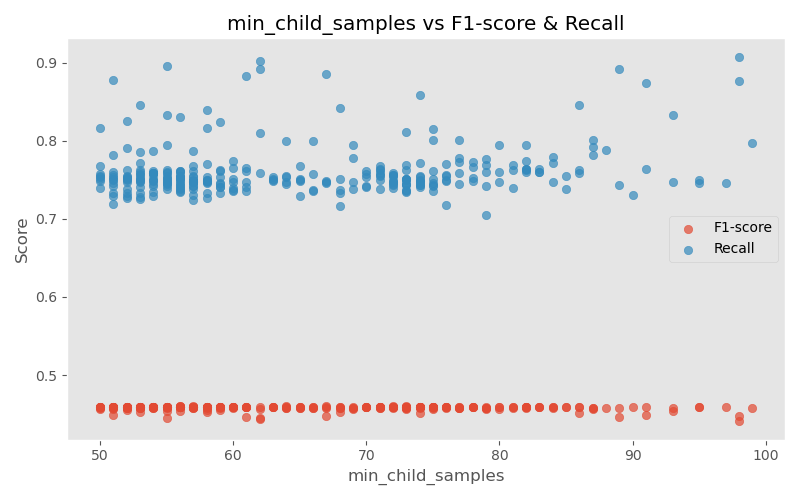 min_child_samples vs F1-score & Recall
Score
0.9
0.8
0.7
0.6
0.5
F1-score
Recall
50 60 70 80 90 100
min_child_samples